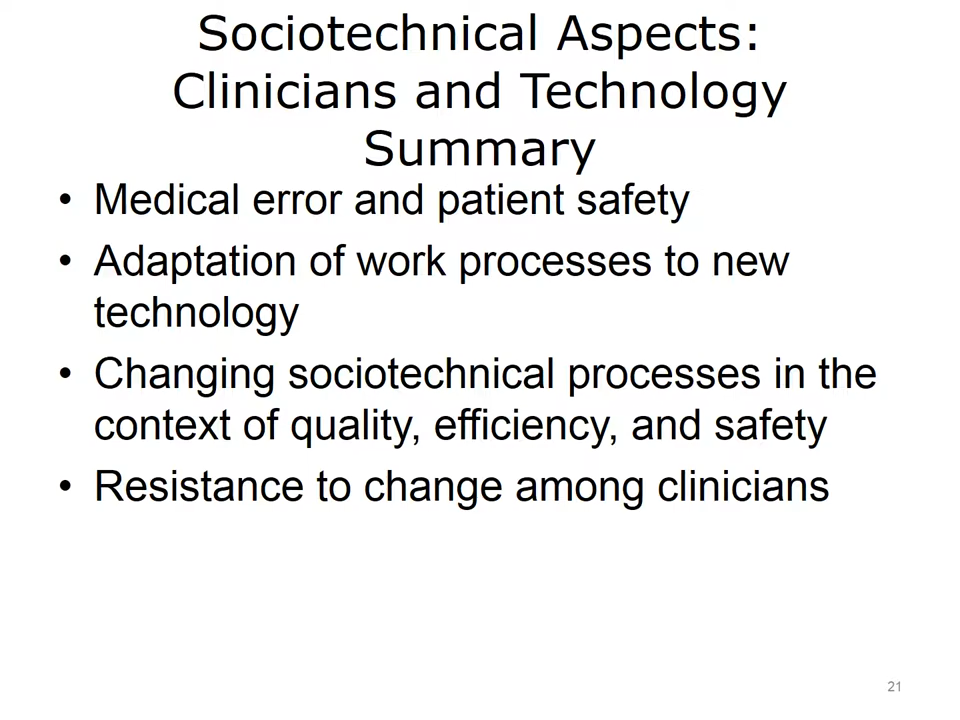 Sociotechnical Aspects:
Clinicians and Technology
Summary
• Medical error and patient safety
• Adaptation of work processes to new
technology
• Changing sociotechnical processes in the
context of quality, efficiency, and safety
• Resistance to change among clinicians
21